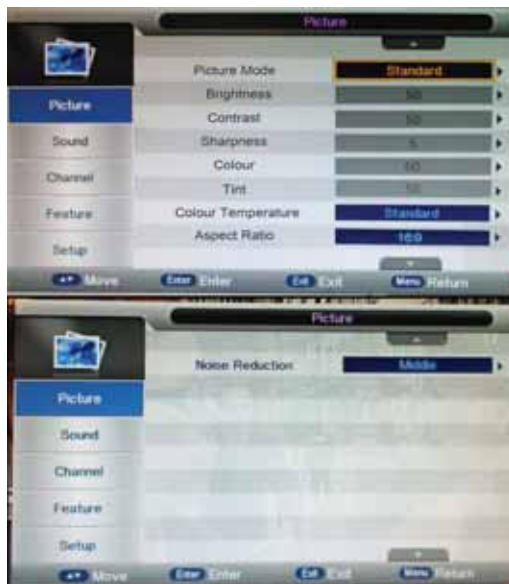 Picture
Picture Mode Standard
Picture Brightness 50
Contrast 50
Sound Sharpness 5
Channel Colour
Tint 50
Feature Colour Temperature Standard
Aspect Ratio 16:9
Setup
Move Enter Enter Exit Exit Menu Return
Picture
Noise Reduction Middle
Picture
Sound
Channel
Feature
Setup
Move Enter Enter Exit Exit Menu Return